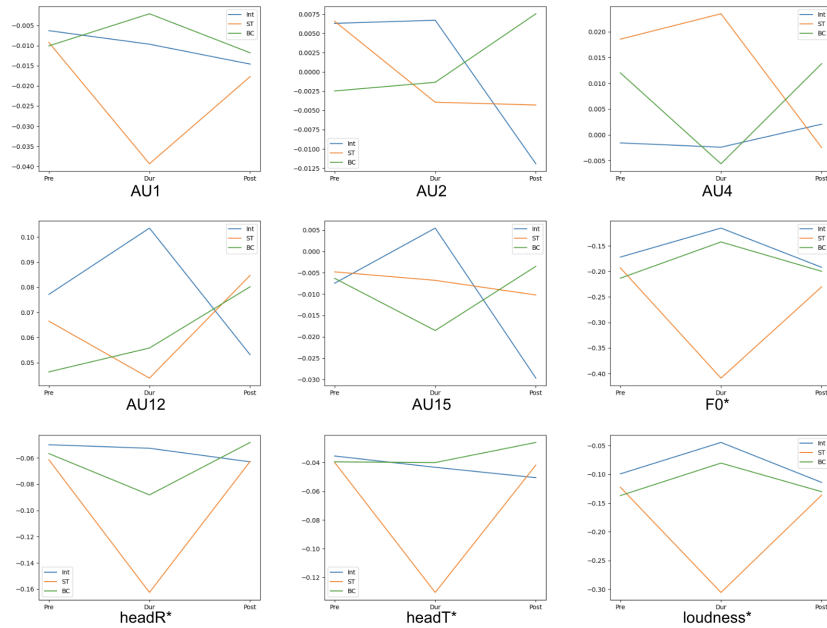 −0.005
−0.010
−0.015
−0.020
−0.025
−0.030
−0.035
−0.040
Int
ST
BC
Pre
Dur
Post
AU1
0.0075
0.0050
0.0025
0.0000
−0.0025
−0.0050
−0.0075
−0.0100
−0.0125
Int
ST
BC
Pre
Dur
Post
AU2
0.020
0.015
0.010
0.005
0.000
−0.005
Int
ST
BC
Pre
Dur
Post
AU4
0.10
0.09
0.08
0.07
0.06
0.05
Int
ST
BC
Pre
Dur
Post
AU12
0.005
0.000
−0.005
−0.010
−0.015
−0.020
−0.025
−0.030
Int
ST
BC
Pre
Dur
Post
AU15
−0.15
−0.20
−0.25
−0.30
−0.35
−0.40
Int
ST
BC
Pre
Dur
Post
F0*
−0.06
−0.08
−0.10
−0.12
−0.14
−0.16
Int
ST
BC
Pre
Dur
Post
headR*
−0.04
−0.06
−0.08
−0.10
−0.12
Int
ST
BC
Pre
Dur
Post
headT*
−0.05
−0.10
−0.15
−0.20
−0.25
−0.30
Int
ST
BC
Pre
Dur
Post
loudness*